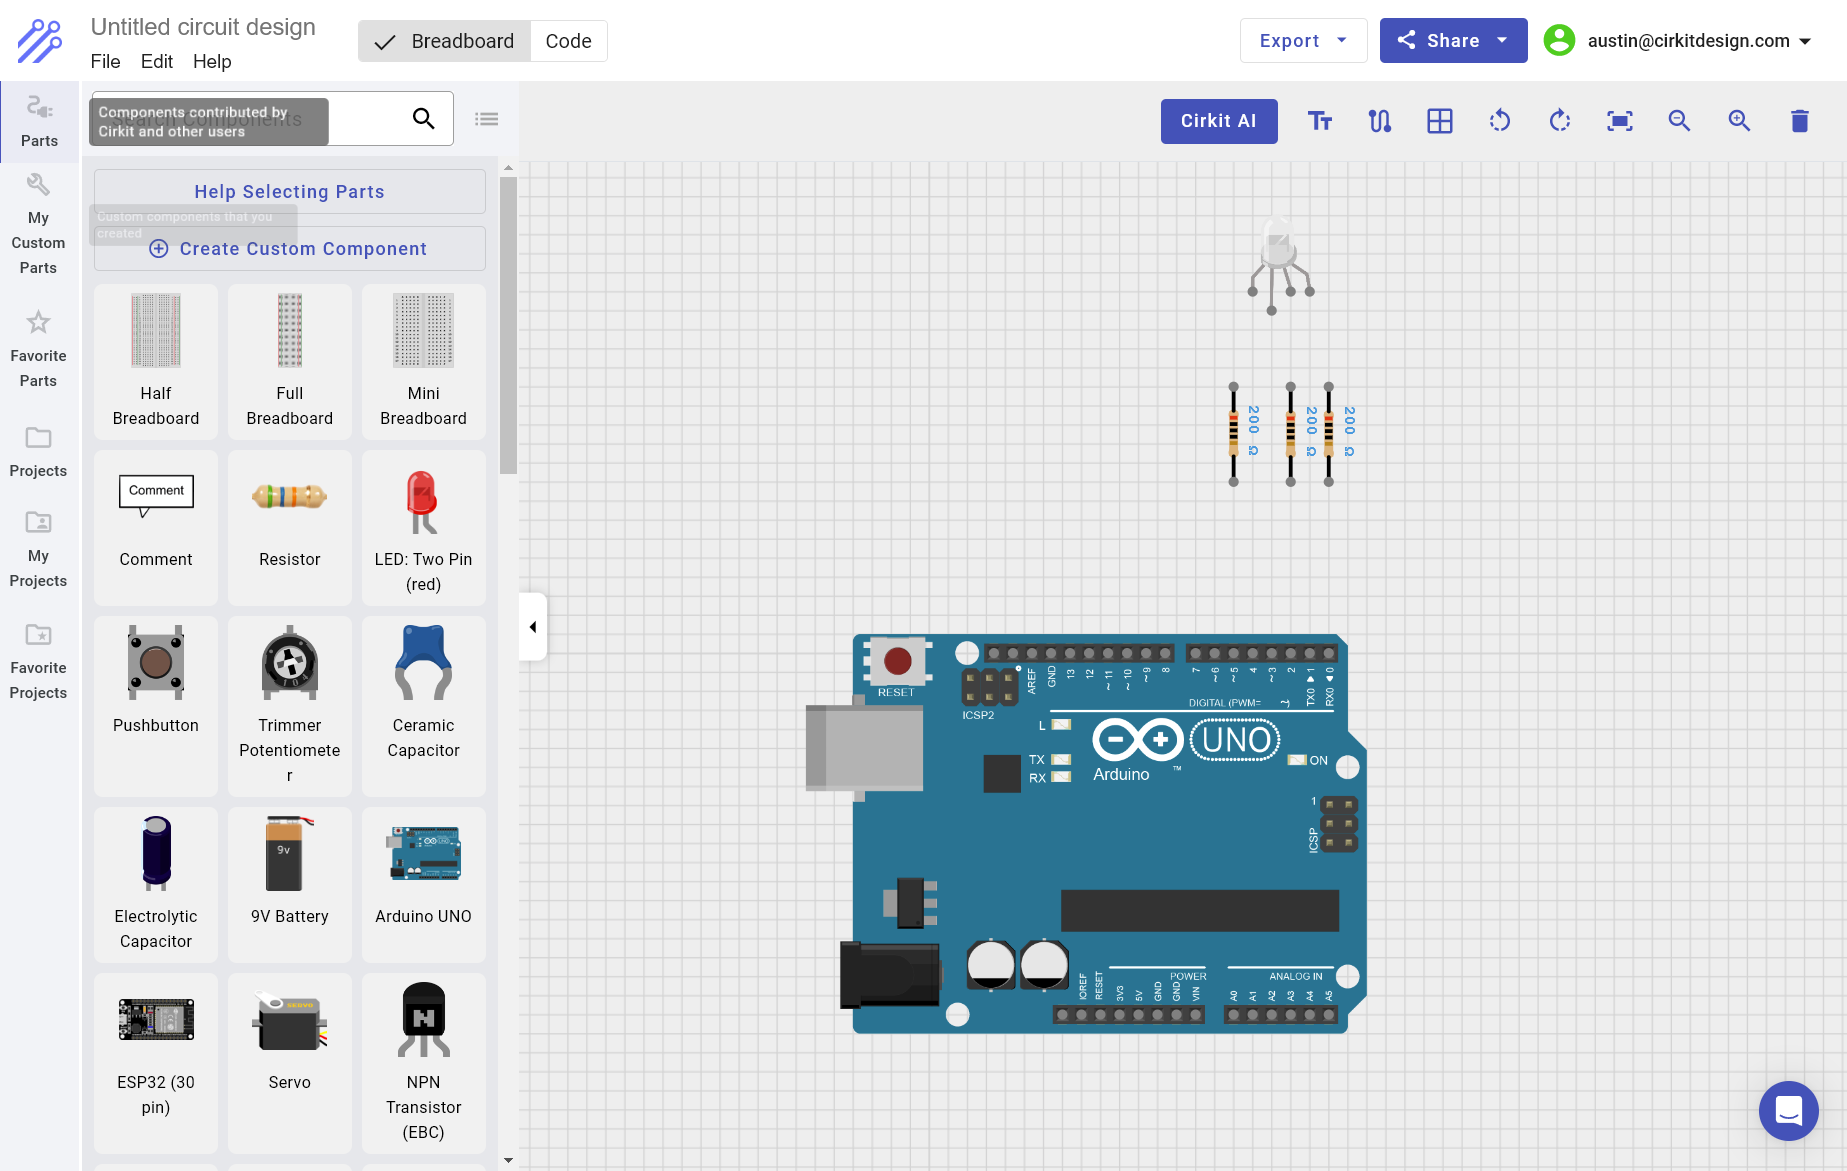 Untitled circuit design
File Edit Help
Breadboard
Code
Export
Share
austin@cirkitdesign.com
Parts
My
Custom
Parts
Favorite
Parts
Projects
My
Projects
Favorite
Projects
Search Components
Components contributed by
Cirkit and other users
Help Selecting Parts
Custom components that you
created
Create Custom Component
Half
Breadboard
Full
Breadboard
Mini
Breadboard
Comment
Comment
Resistor
LED: Two Pin
(red)
Pushbutton
104
Trimmer
Potentiomete
r
Ceramic
Capacitor
Electrolytic
Capacitor
9v
9V Battery
Arduino UNO
ESP32 (30
pin)
SERVO
Servo
N
NPN
Transistor
(EBC)
Cirkit AI
200 Ω
200 Ω
200 Ω
RESET
ICSP2
AREF
GND
13
12
~11
~10
~9
8
7
~6
~5
4
~3
2
TX0 1
RX0 0
DIGITAL (PWM=
L
TX
RX
UNO
Arduino
™
ON
1
ICSP
IOREF
RESET
3V3
5V
GND
GND
VIN
POWER
ANALOG IN
A0
A1
A2
A3
A4
A5